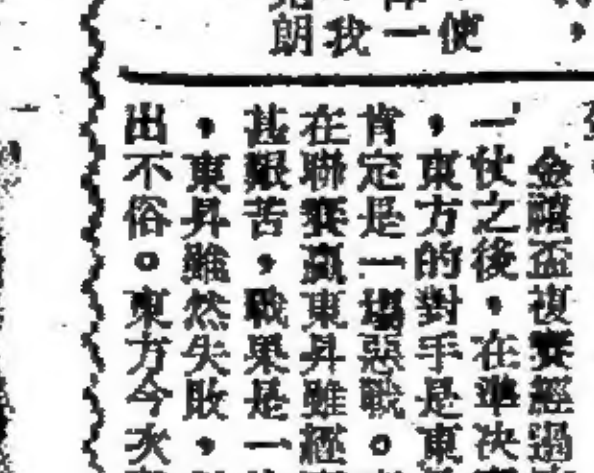 使
一
我
朗
金禧盃複賽經過
一仗之後，在準决
，東方的對手是東
肯定是一場惡戰。
在聯賽贏東昇雖經
甚艱苦，戰果是一
，東昇雖然失敗，
出不俗。東方今次